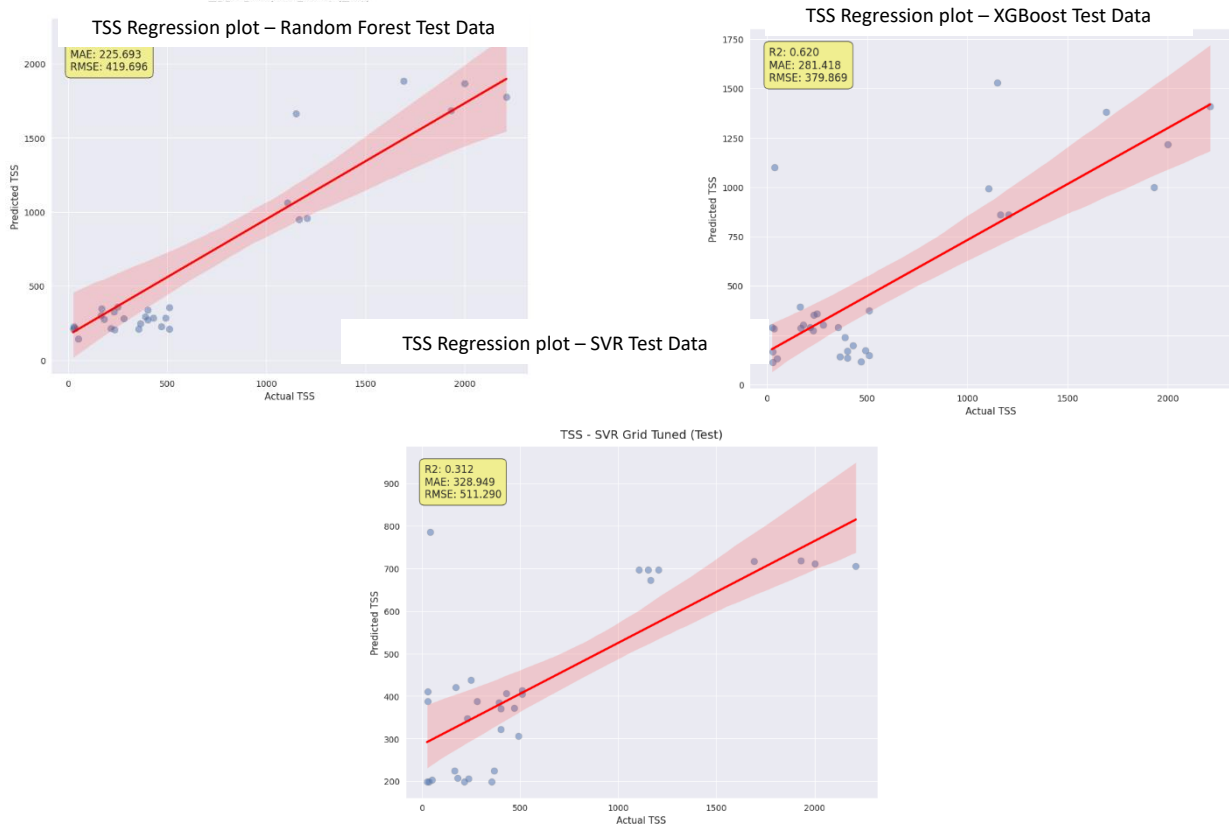 TSS Regression plot – Random Forest Test Data
MAE: 225.693
RMSE: 419.696
2000
1500
1000
500
0
Predicted TSS
0 500 1000 1500 2000
Actual TSS
TSS Regression plot – XGBoost Test Data
R2: 0.620
MAE: 281.418
RMSE: 379.869
1750
1500
1250
1000
750
500
250
0
Predicted TSS
0 500 1000 1500 2000
Actual TSS
TSS Regression plot – SVR Test Data
TSS - SVR Grid Tuned (Test)
R2: 0.312
MAE: 328.949
RMSE: 511.290
900
800
700
600
500
400
300
200
Predicted TSS
0 500 1000 1500 2000
Actual TSS